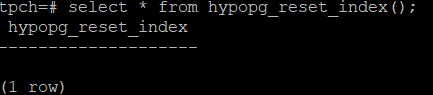 tpch=# select * from hypopg_reset_index();
 hypopg_reset_index
--------------------

(1 row)